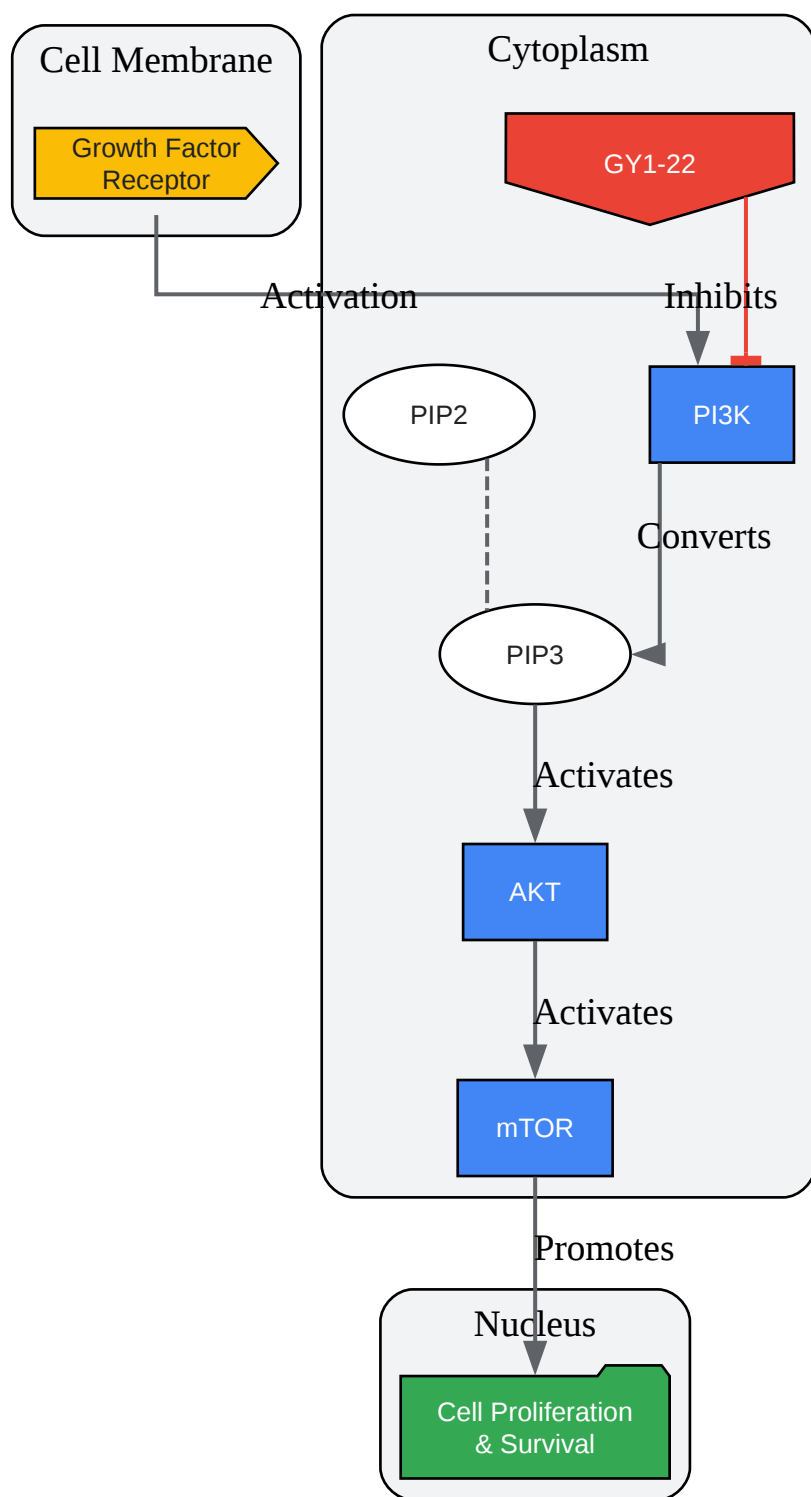 Cell Membrane
Growth Factor
Receptor
Cytoplasm
GY1-22
Activation
Inhibits
PIP2
PI3K
Converts
PIP3
Activates
AKT
Activates
mTOR
Promotes
Nucleus
Cell Proliferation
& Survival